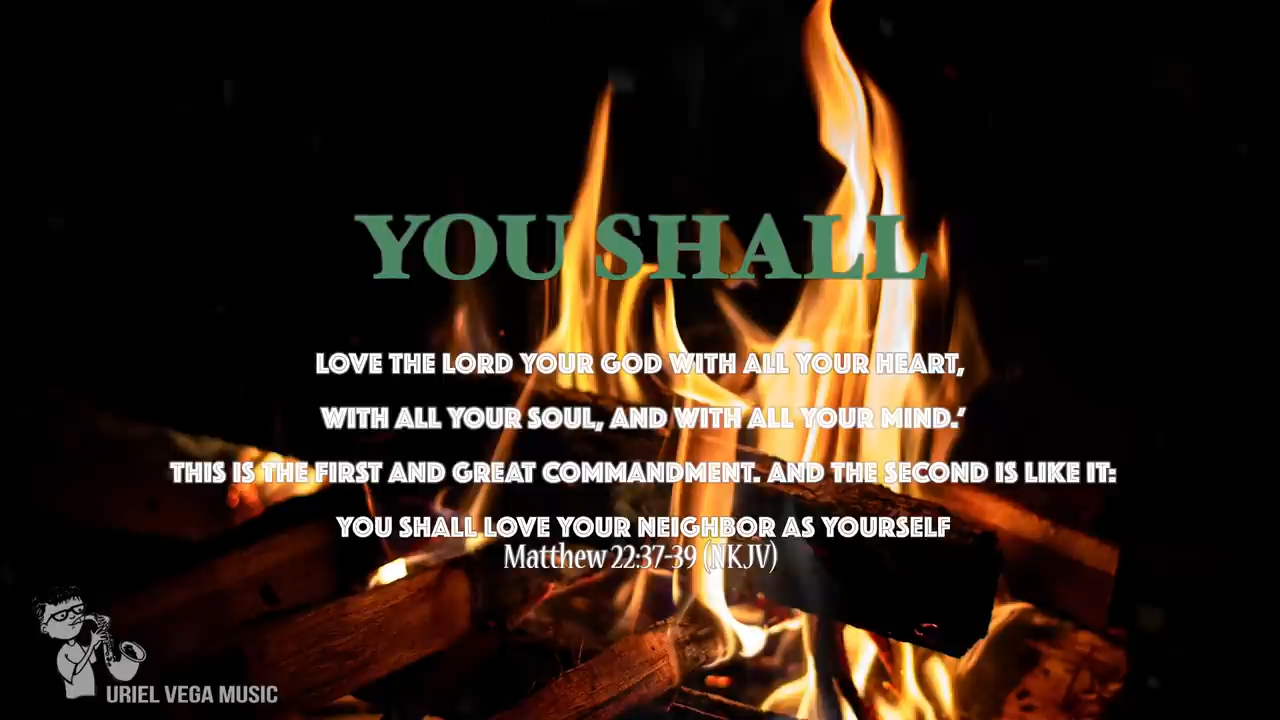 YOU SHALL
LOVE THE LORD YOUR GOD WITH ALL YOUR HEART,
WITH ALL YOUR SOUL, AND WITH ALL YOUR MIND.’
THIS IS THE FIRST AND GREAT COMMANDMENT. AND THE SECOND IS LIKE IT:
YOU SHALL LOVE YOUR NEIGHBOR AS YOURSELF
Matthew 22:37-39 (NKJV)
URIEL VEGA MUSIC